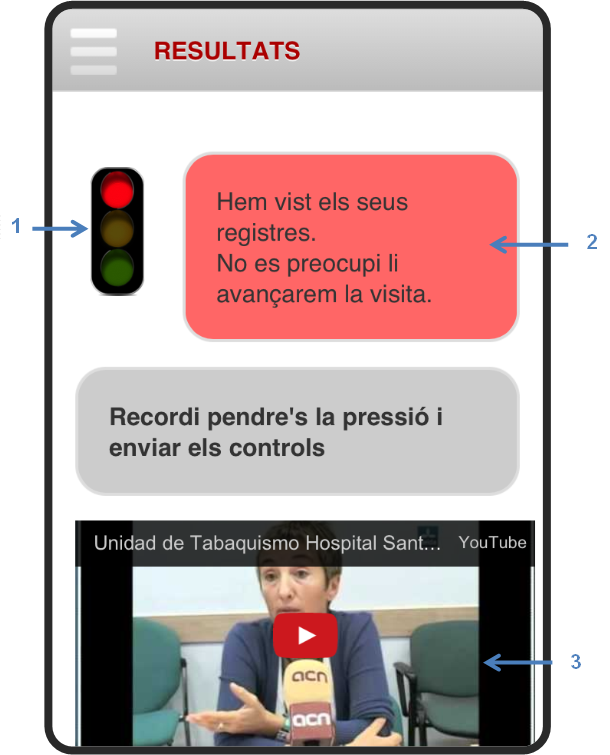 RESULTATS
1
Hem vist els seus
registres.
No es preocupi li
avançarem la visita.
2
Recordi pendre's la pressió i
enviar els controls
Unidad de Tabaquismo Hospital Sant...
YouTube
acn
acn
3